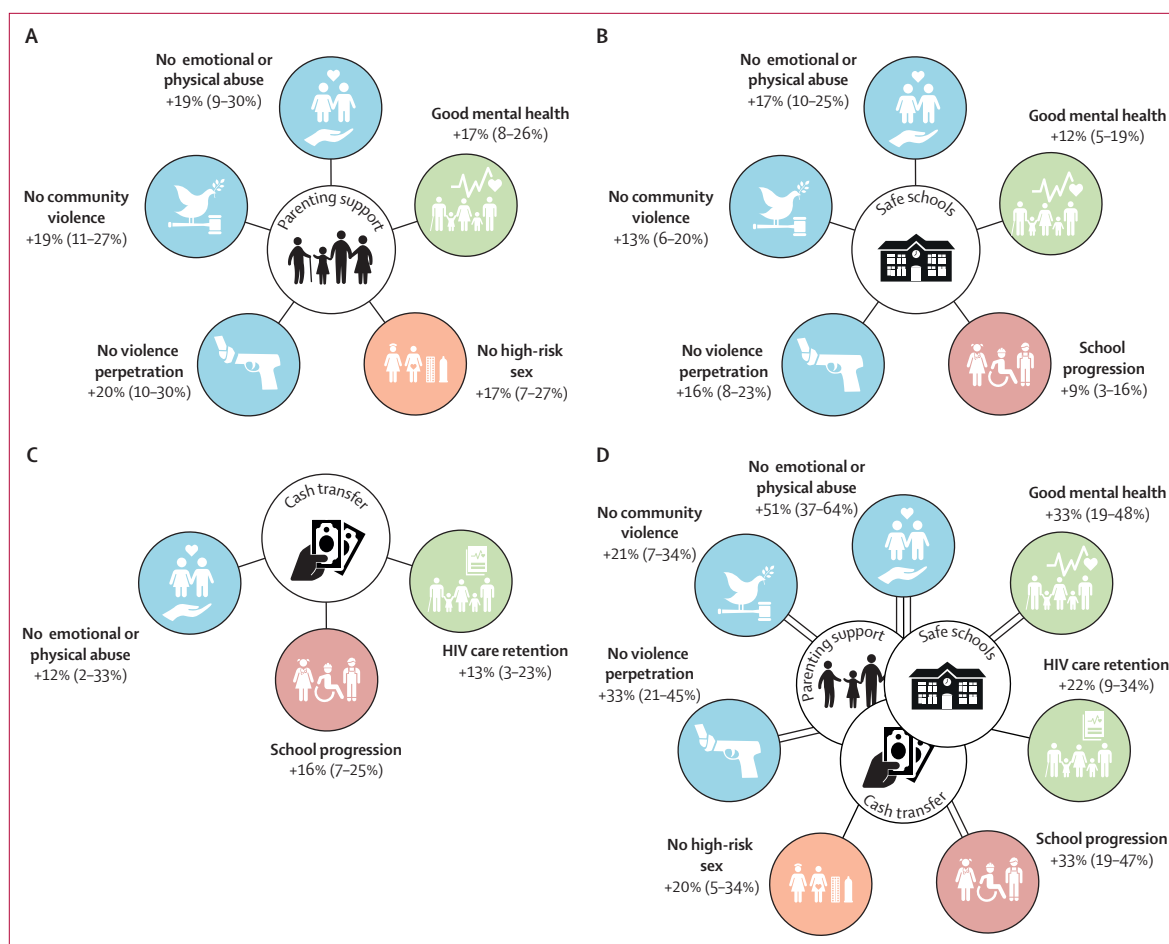 A
No emotional or
physical abuse
+19% (9–30%)
Good mental health
+17% (8–26%)
No community
violence
+19% (11–27%)
Parenting support
No violence
perpetration
+20% (10–30%)
No high-risk
sex
+17% (7–27%)
B
No emotional or
physical abuse
+17% (10–25%)
Good mental health
+12% (5–19%)
No community
violence
+13% (6–20%)
Safe schools
No violence
perpetration
+16% (8–23%)
School
progression
+9% (3–16%)
C
Cash transfer
No emotional or
physical abuse
+12% (2–33%)
HIV care retention
+13% (3–23%)
School progression
+16% (7–25%)
D
No emotional or
physical abuse
+51% (37–64%)
Good mental health
+33% (19–48%)
No community
violence
+21% (7–34%)
Parenting support
Safe schools
No violence
perpetration
+33% (21–45%)
HIV care retention
+22% (9–34%)
Cash transfer
No high-risk
sex
+20% (5–34%)
School progression
+33% (19–47%)